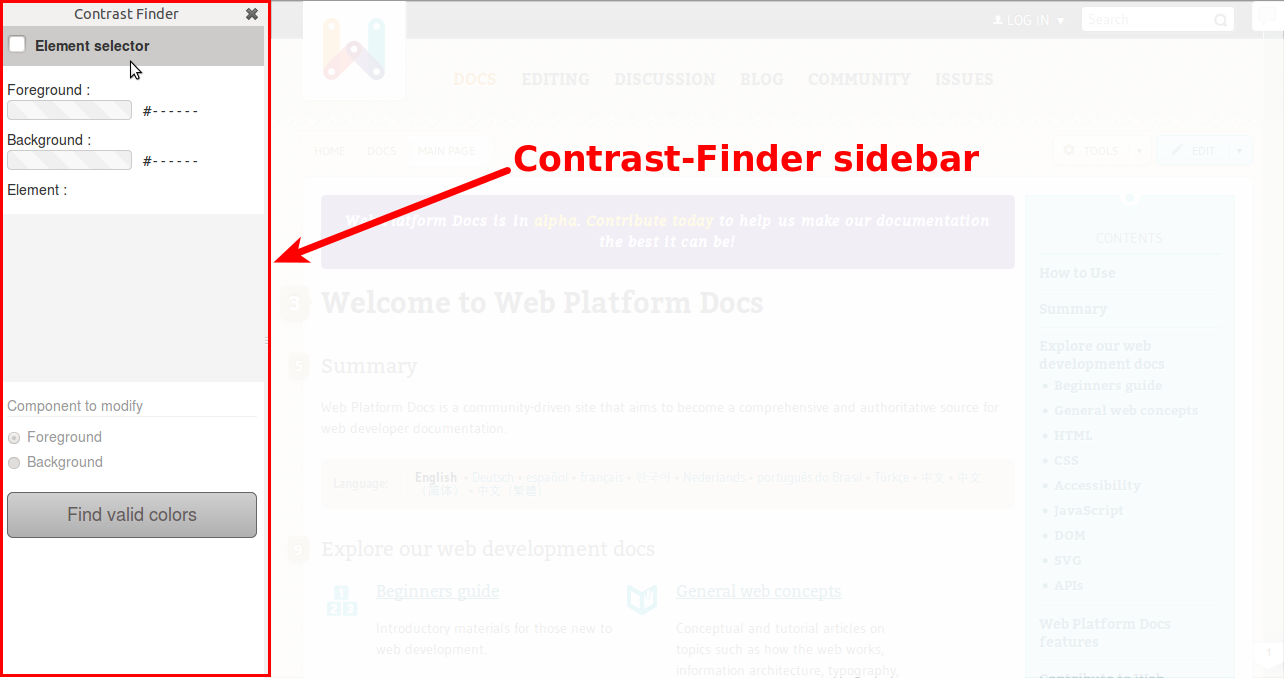 Contrast Finder
Element selector
Foreground :
#------
Background :
#------
Element :
Component to modify
Foreground
Background
Find valid colors
Contrast-Finder sidebar
LOG IN
Search
DOCS EDITING DISCUSSION BLOG COMMUNITY ISSUES
HOME DOCS MAIN PAGE
TOOLS EDIT
Web Platform Docs is in alpha. Contribute today to help us make our documentation
the best it can be!
3 Welcome to Web Platform Docs
5 Summary
Web Platform Docs is a community-driven site that aims to become a comprehensive and authoritative source for
web developer documentation.
Language:
English • Deutsch • español • français • 한국어 • Nederlands • português do Brasil • Türkçe • 中文 • 中文
(简体) • 中文 (繁體)
9 Explore our web development docs
1
2 3
Beginners guide
Introductory materials for those new to
web development.
General web concepts
Conceptual and tutorial articles on
topics such as how the web works,
information architecture, typography,
CONTENTS
How to Use
Summary
Explore our web
development docs
• Beginners guide
• General web concepts
• HTML
• CSS
• Accessibility
• JavaScript
• DOM
• SVG
• APIs
Web Platform Docs
features
Contribute to Web
1